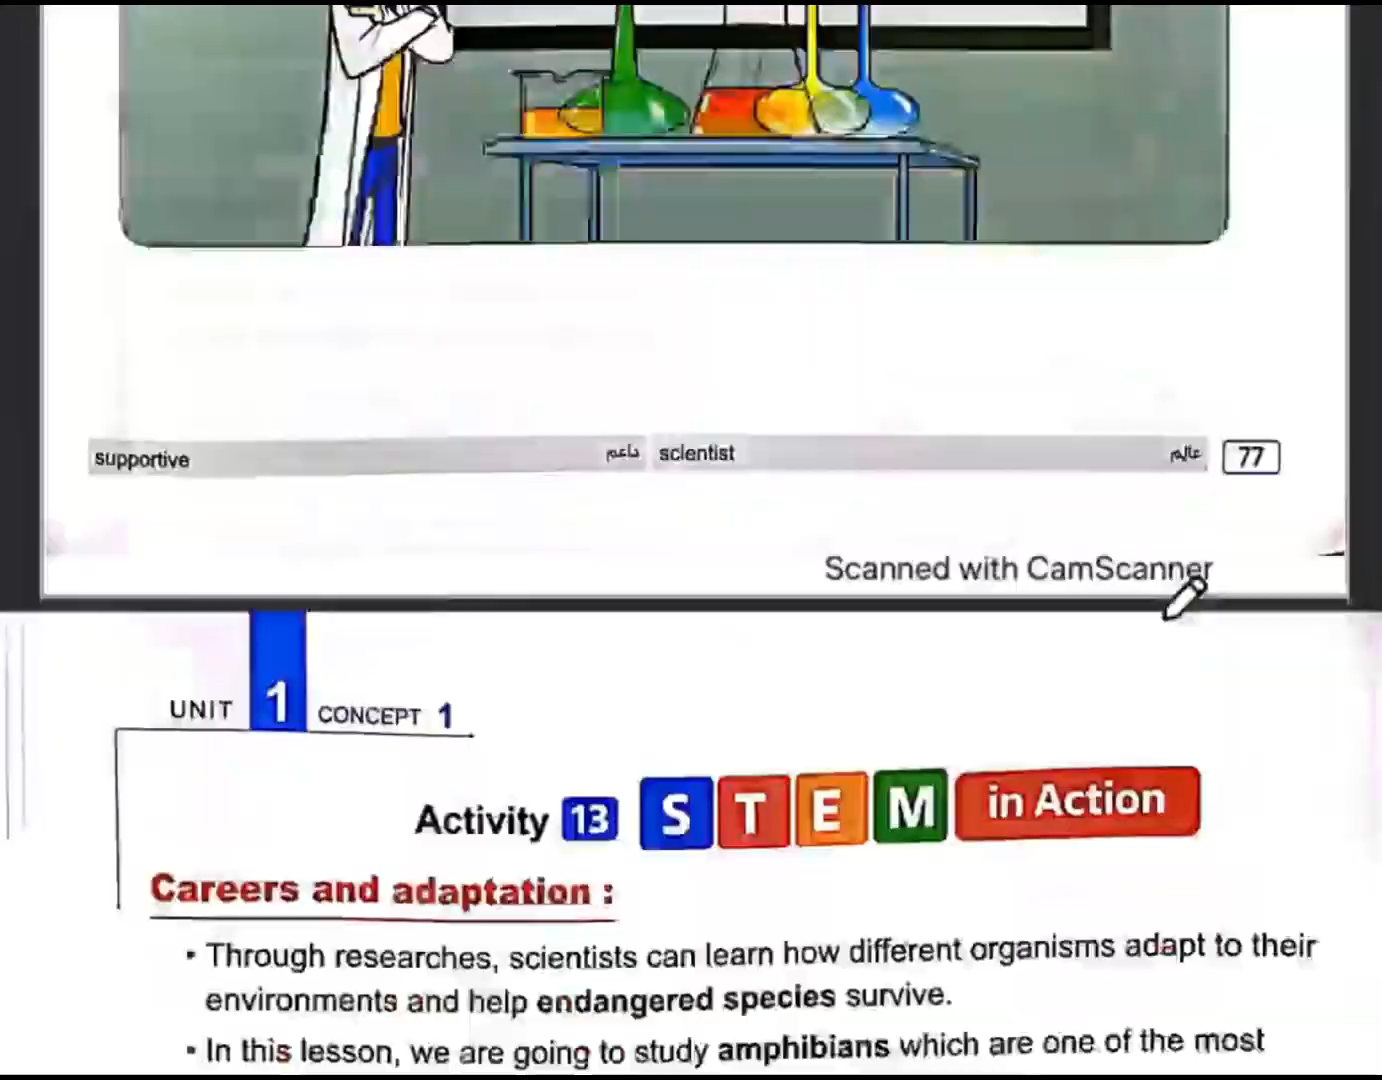 supportive داعم scientist عالم 77
Scanned with CamScanner
UNIT 1 CONCEPT 1
Activity 13 STEM in Action
Careers and adaptation :
• Through researches, scientists can learn how different organisms adapt to their
environments and help endangered species survive.
• In this lesson, we are going to study amphibians which are one of the most